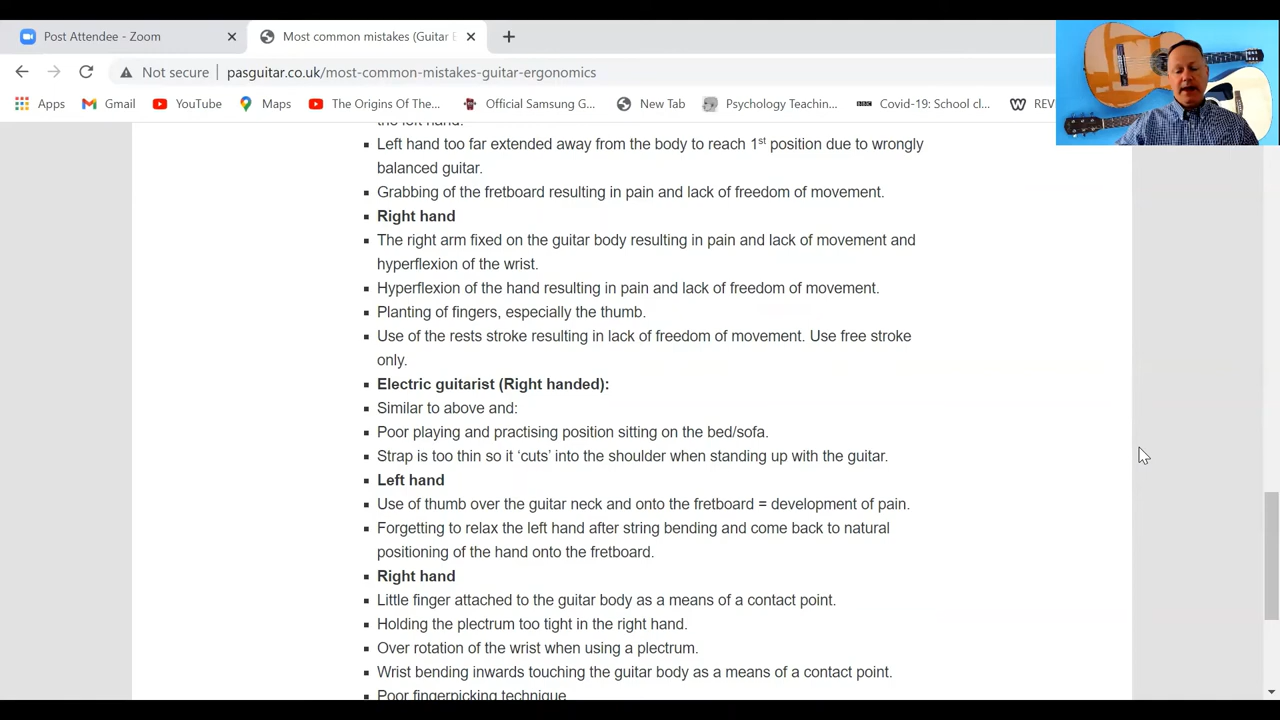 Post Attendee - Zoom
Most common mistakes (Guitar E
Not secure
pasguitar.co.uk/most-common-mistakes-guitar-ergonomics
Apps
Gmail
YouTube
Maps
The Origins Of The...
Official Samsung G...
New Tab
Psychology Teachin...
Covid-19: School cl...
REV
the left hand.
Left hand too far extended away from the body to reach 1st position due to wrongly
balanced guitar.
Grabbing of the fretboard resulting in pain and lack of freedom of movement.
Right hand
The right arm fixed on the guitar body resulting in pain and lack of movement and
hyperflexion of the wrist.
Hyperflexion of the hand resulting in pain and lack of freedom of movement.
Planting of fingers, especially the thumb.
Use of the rests stroke resulting in lack of freedom of movement. Use free stroke
only.
Electric guitarist (Right handed):
Similar to above and:
Poor playing and practising position sitting on the bed/sofa.
Strap is too thin so it ‘cuts’ into the shoulder when standing up with the guitar.
Left hand
Use of thumb over the guitar neck and onto the fretboard = development of pain.
Forgetting to relax the left hand after string bending and come back to natural
positioning of the hand onto the fretboard.
Right hand
Little finger attached to the guitar body as a means of a contact point.
Holding the plectrum too tight in the right hand.
Over rotation of the wrist when using a plectrum.
Wrist bending inwards touching the guitar body as a means of a contact point.
Poor fingerpicking technique